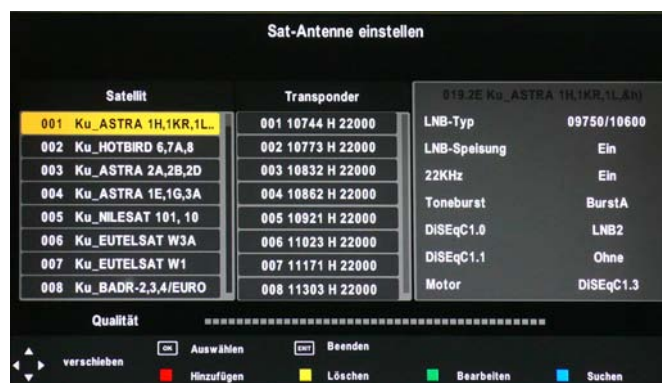 Sat-Antenne einstellen
Satellit
Transponder
019.2E Ku_ASTRA 1H,1KR,1L,&h)
001 Ku_ASTRA 1H,1KR,1L..
002 Ku_HOTBIRD 6,7A,8
003 Ku_ASTRA 2A,2B,2D
004 Ku_ASTRA 1E,1G,3A
005 Ku_NILESAT 101, 10
006 Ku_EUTELSAT W3A
007 Ku_EUTELSAT W1
008 Ku_BADR-2,3,4/EURO
001 10744 H 22000
002 10773 H 22000
003 10832 H 22000
004 10862 H 22000
005 10921 H 22000
006 11023 H 22000
007 11171 H 22000
008 11303 H 22000
LNB-Typ 09750/10600
LNB-Speisung Ein
22KHz Ein
Toneburst BurstA
DiSEqC1.0 LNB2
DiSEqC1.1 Ohne
Motor DiSEqC1.3
Qualität
verschieben
OK Auswählen
EXIT Beenden
Hinzufügen
Löschen
Bearbeiten
Suchen